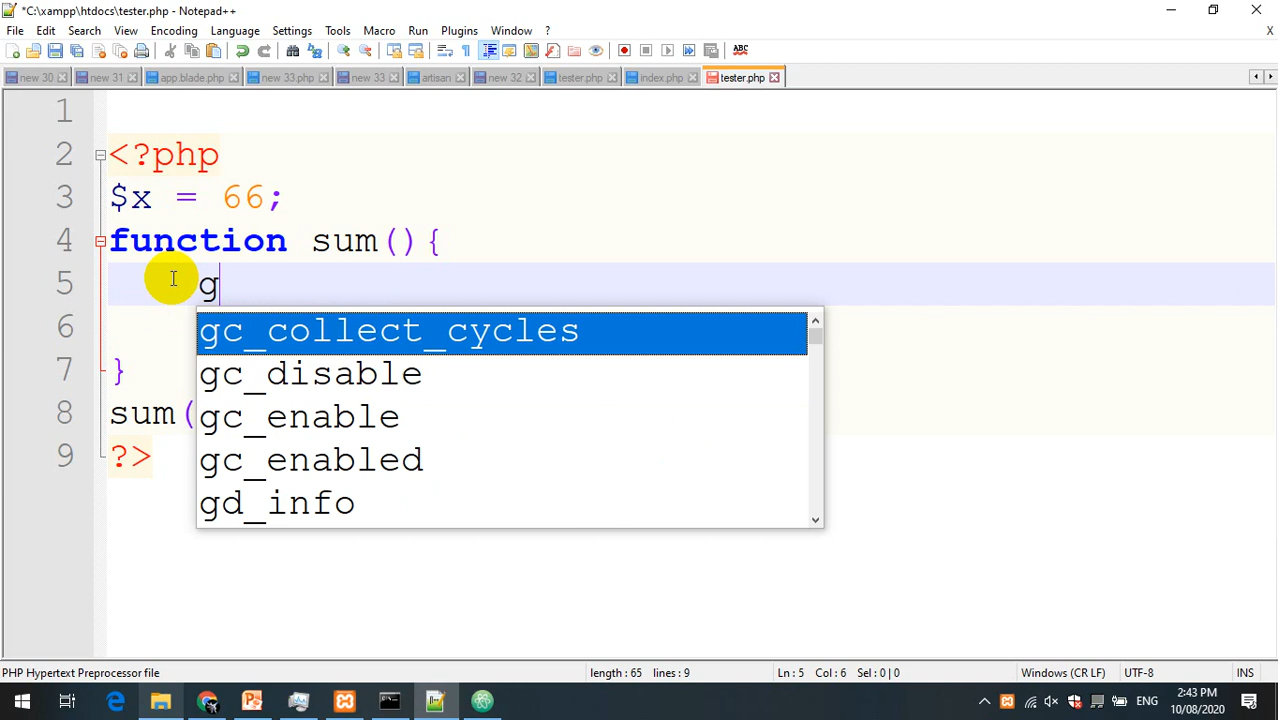 *C:\xampp\htdocs\tester.php - Notepad++
File Edit Search View Encoding Language Settings Tools Macro Run Plugins Window ?
ABC
new 30 new 31 app.blade.php new 33.php new 33 artisan new 32 tester.php index.php tester.php
1
2 <?php
3 $x = 66;
4 function sum(){
5 g
6 gc_collect_cycles
7 } gc_disable
8 sum( gc_enable
9 ?> gc_enabled
gd_info
PHP Hypertext Preprocessor file length : 65 lines : 9 Ln : 5 Col : 6 Sel : 0 | 0 Windows (CR LF) UTF-8 INS
ENG 2:43 PM
10/08/2020